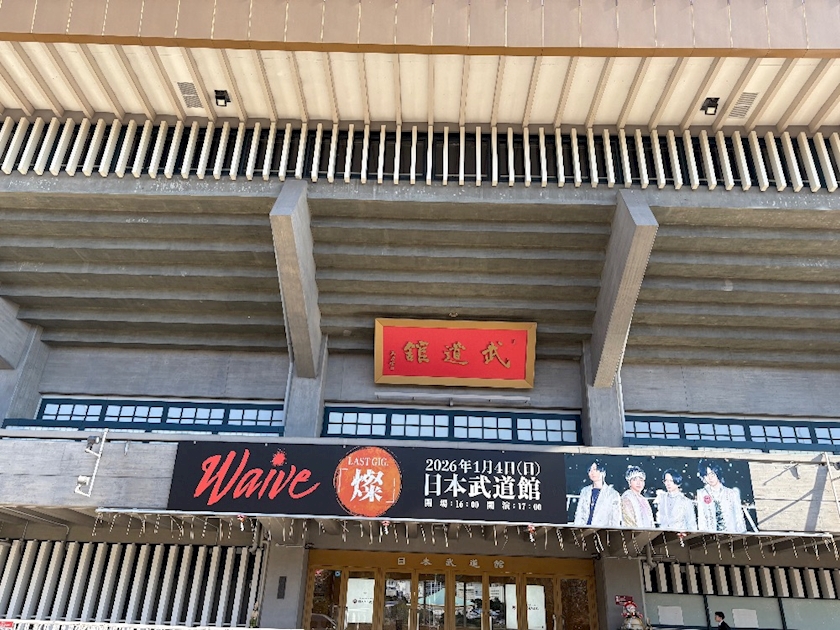 武道館
Waive
LAST GIG.
「燦」
2026年1月4日(日)
日本武道館
開場:16:00 開演:17:00
日本武道館